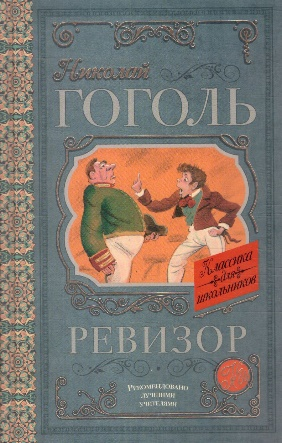 Николай
ГОГОЛЬ
Классика
для
школьников
РЕВИЗОР
Рекомендовано
лучшими
учителями